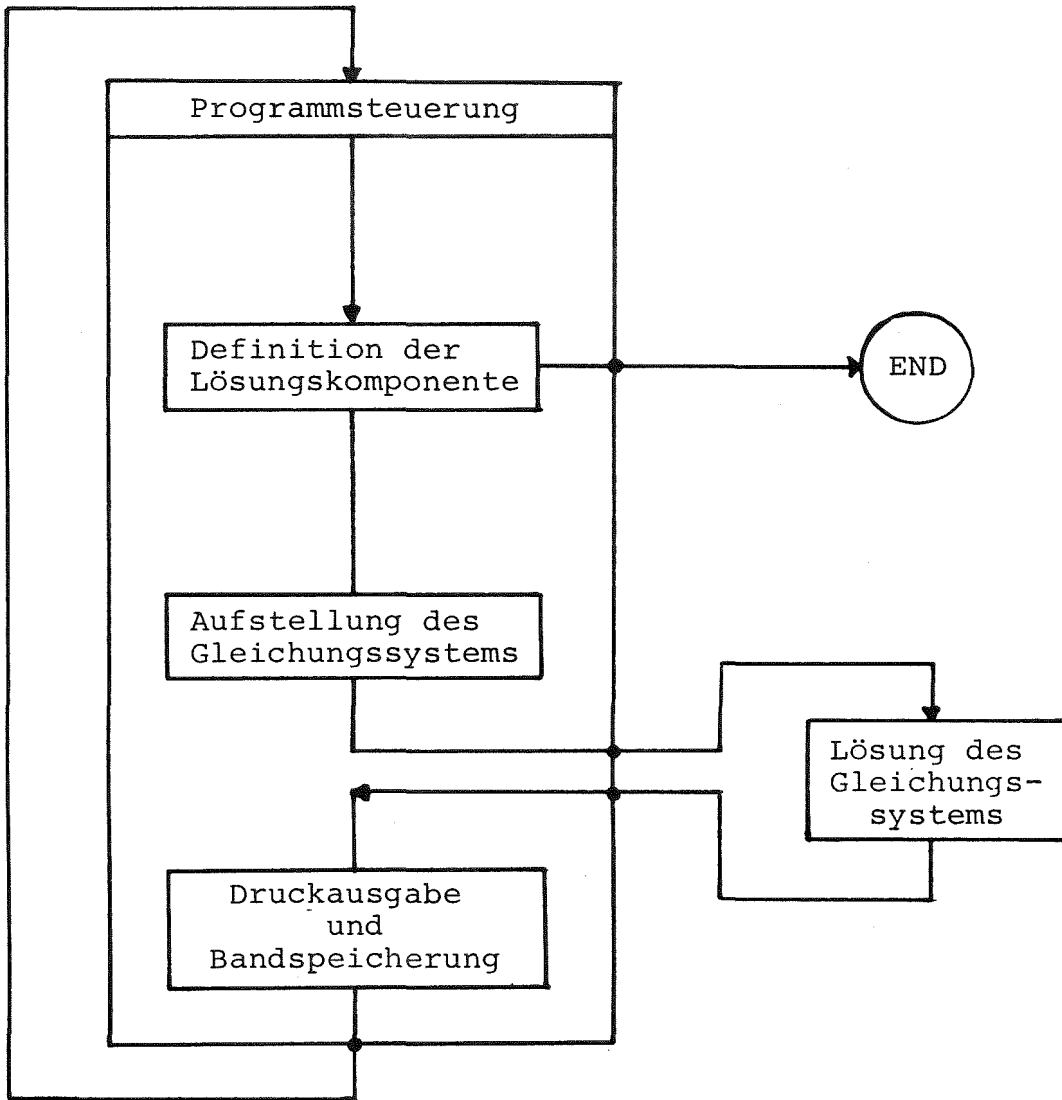 Programmsteuerung
Definition der
Lösungskomponente
END
Aufstellung des
Gleichungssystems
Lösung des
Gleichungs-
systems
Druckausgabe
und
Bandspeicherung